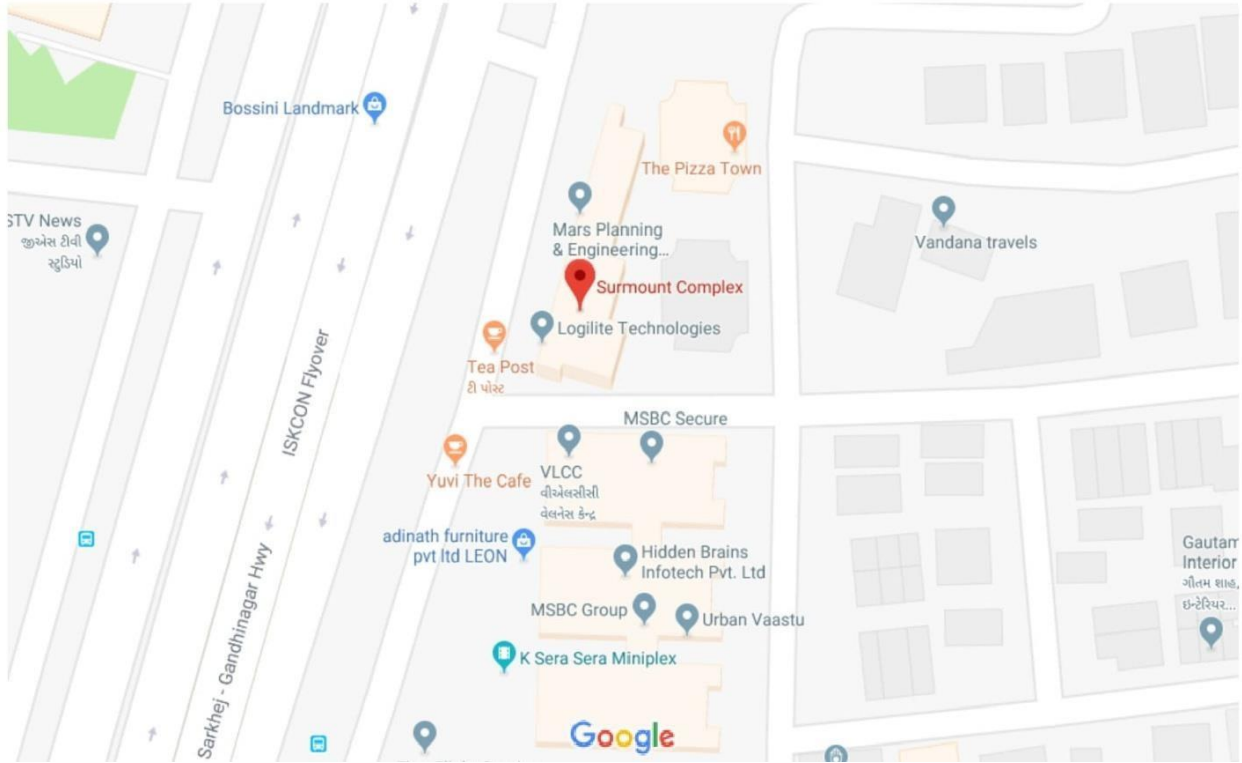 Bossini Landmark
The Pizza Town
STV News
જીએસ ટીવી
સ્ટુડિયો
Mars Planning
& Engineering...
Vandana travels
Surmount Complex
Logilite Technologies
Tea Post
ટી પોસ્ટ
ISKCON Flyover
MSBC Secure
Yuvi The Cafe
VLCC
વીએલસીસી
વેલનેસ કેન્દ્ર
adinath furniture
pvt ltd LEON
Hidden Brains
Infotech Pvt. Ltd
Gautam
Interior
ગૌતમ શાહ,
ઇન્ટેરિયર...
MSBC Group
Urban Vaastu
K Sera Sera Miniplex
Sarkhej - Gandhinagar Hwy
Google